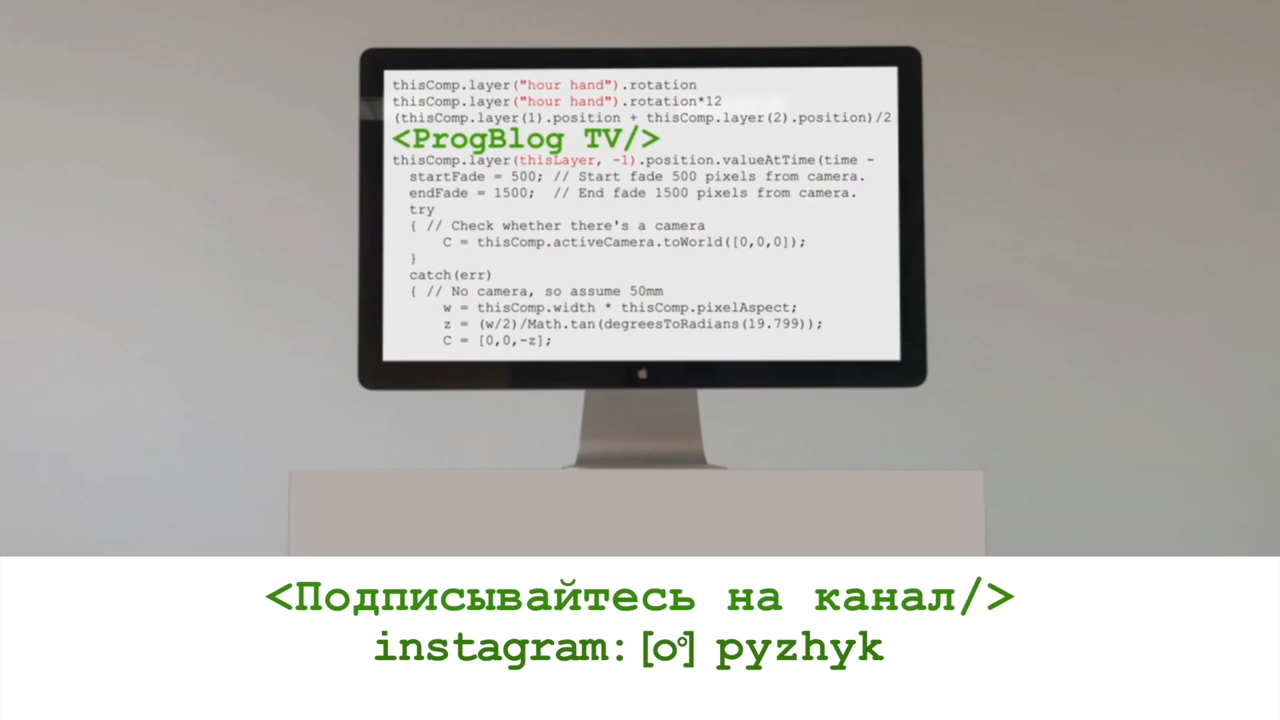 thisComp.layer("hour hand").rotation
thisComp.layer("hour hand").rotation*12
(thisComp.layer(1).position + thisComp.layer(2).position)/2
<ProgBlog TV/>
thisComp.layer(thisLayer, -1).position.valueAtTime(time -
startFade = 500; // Start fade 500 pixels from camera.
endFade = 1500; // End fade 1500 pixels from camera.
try
{ // Check whether there's a camera
C = thisComp.activeCamera.toWorld([0,0,0]);
}
catch(err)
{ // No camera, so assume 50mm
w = thisComp.width * thisComp.pixelAspect;
z = (w/2)/Math.tan(degreesToRadians(19.799));
C = [0,0,-z];
<Подписывайтесь на канал/>
instagram:[o°] pyzhyk